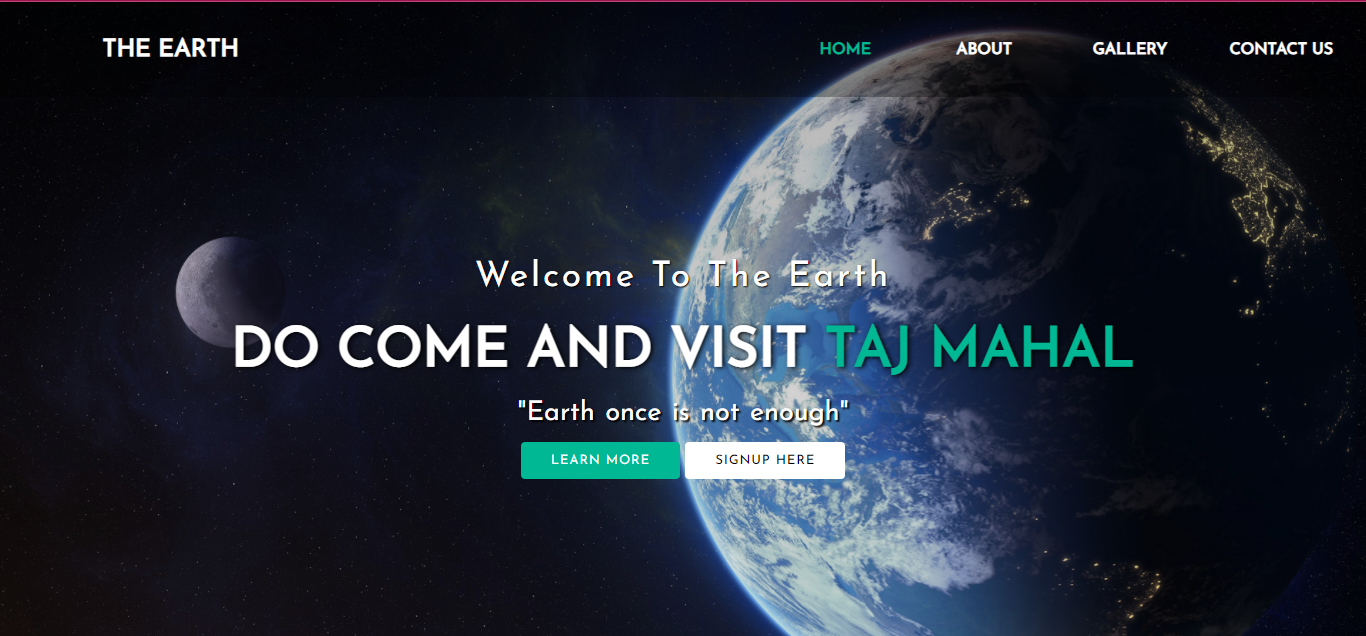 THE EARTH
HOME ABOUT GALLERY CONTACT US
Welcome To The Earth
DO COME AND VISIT TAJ MAHAL
"Earth once is not enough"
LEARN MORE SIGNUP HERE